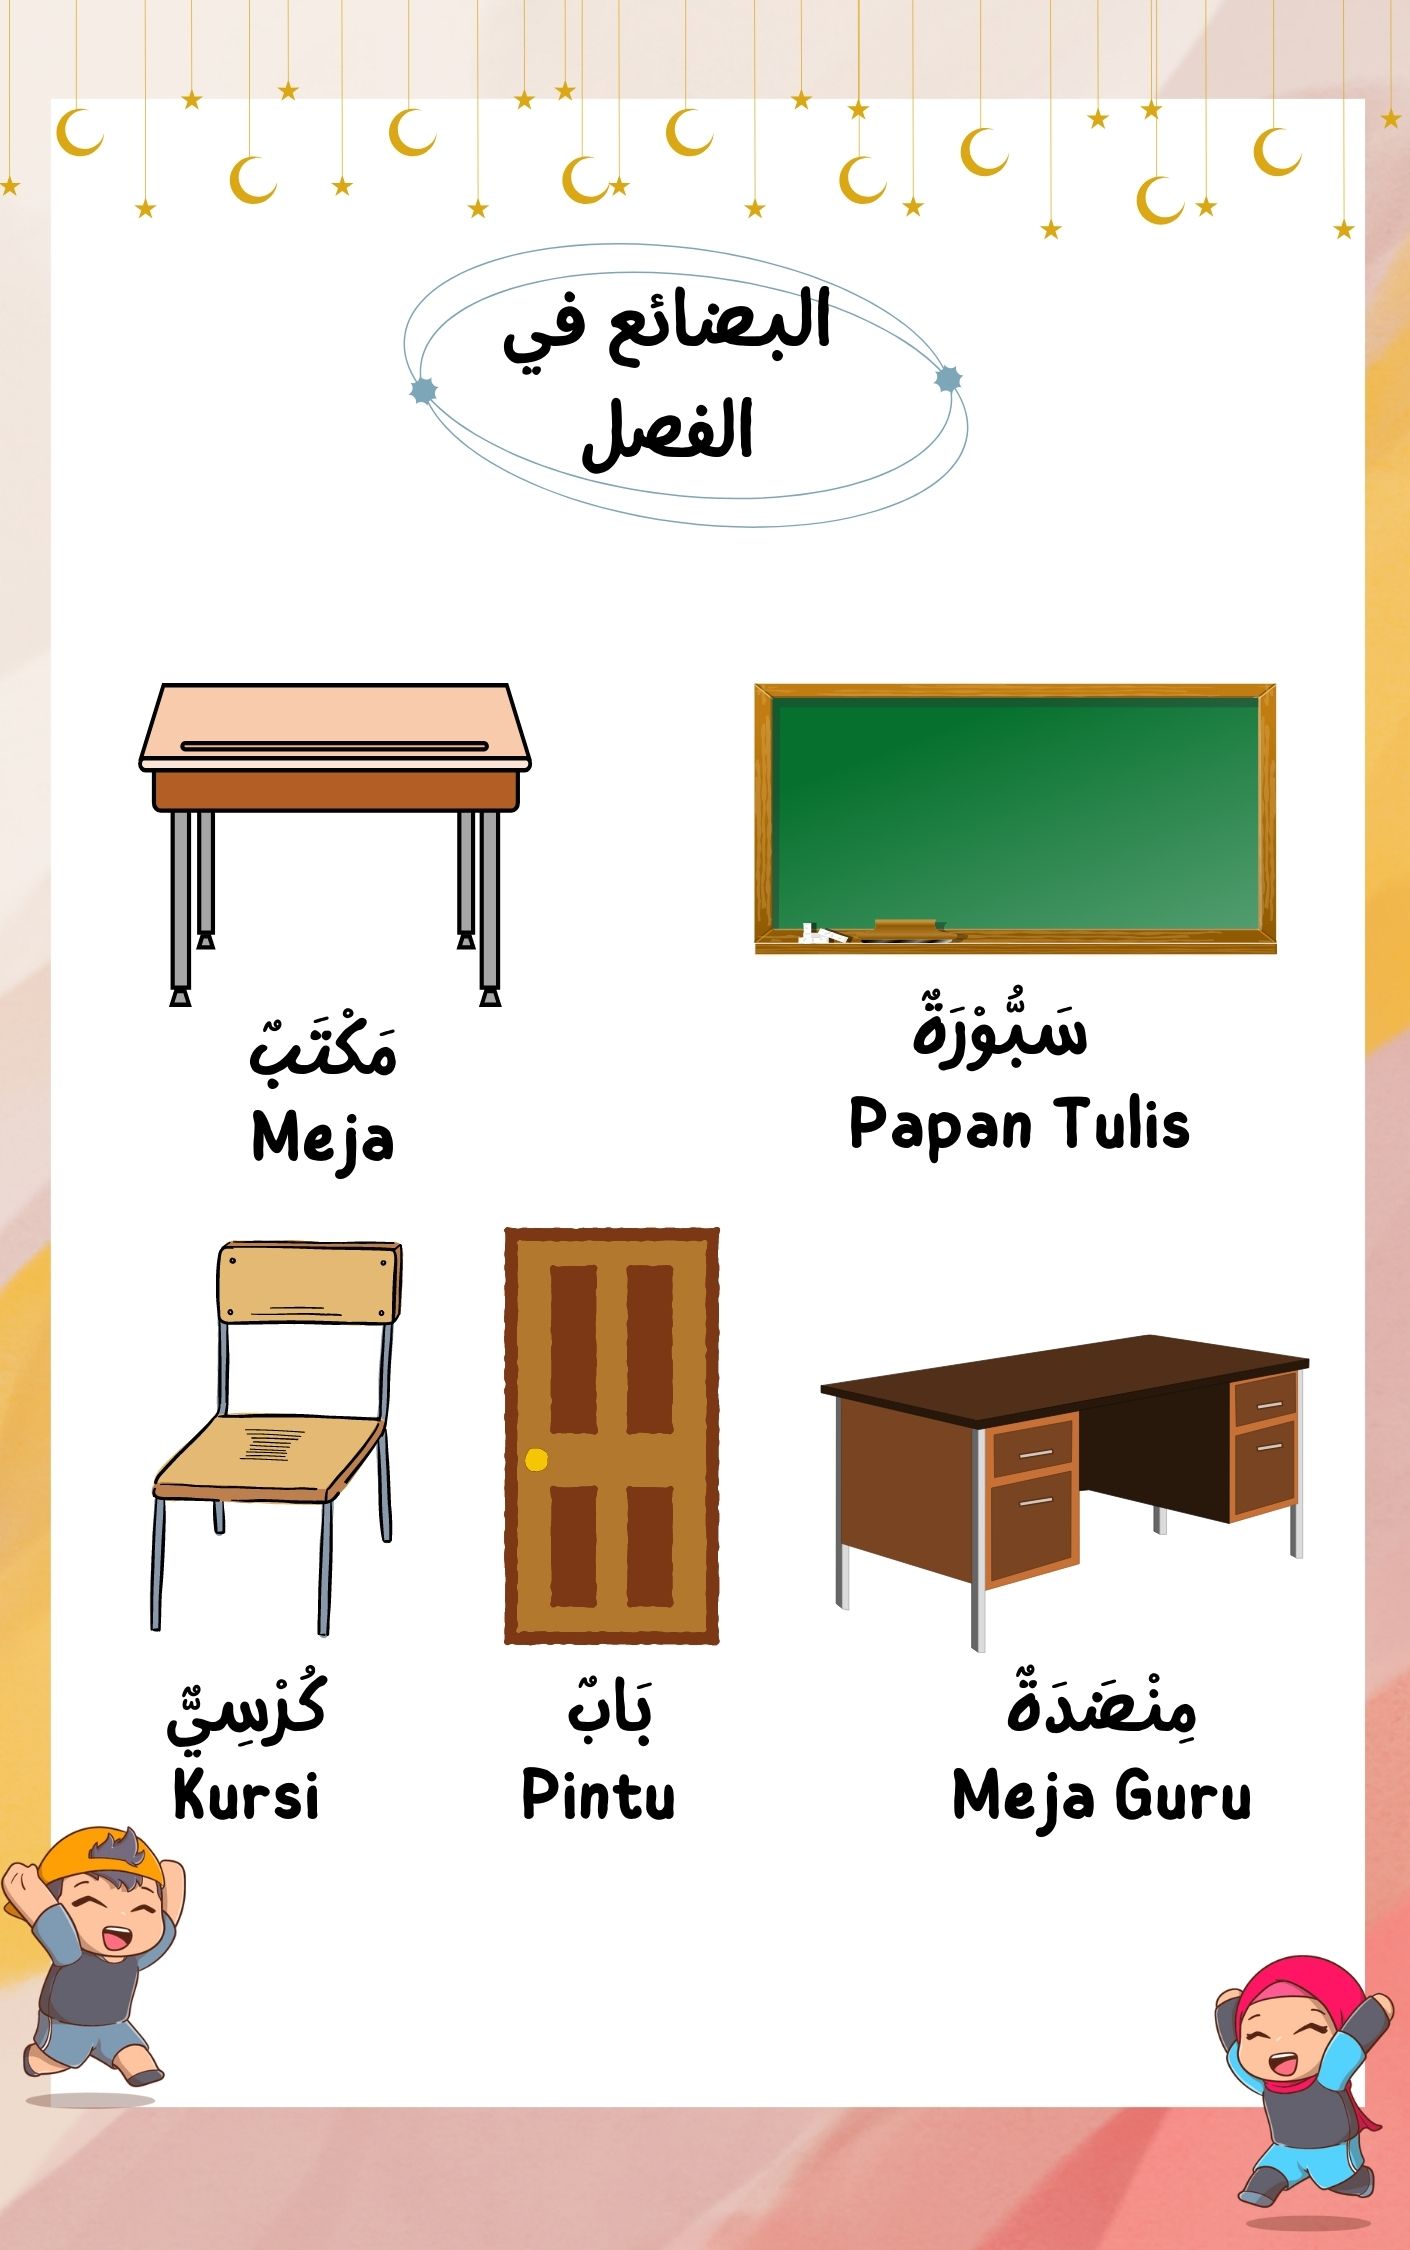 البضائع في
الفصل
مَكْتَبٌ
Meja
سَبُّوْرَةٌ
Papan Tulis
كُرْسِيٌّ
Kursi
بَابٌ
Pintu
مِنْضَدَةٌ
Meja Guru